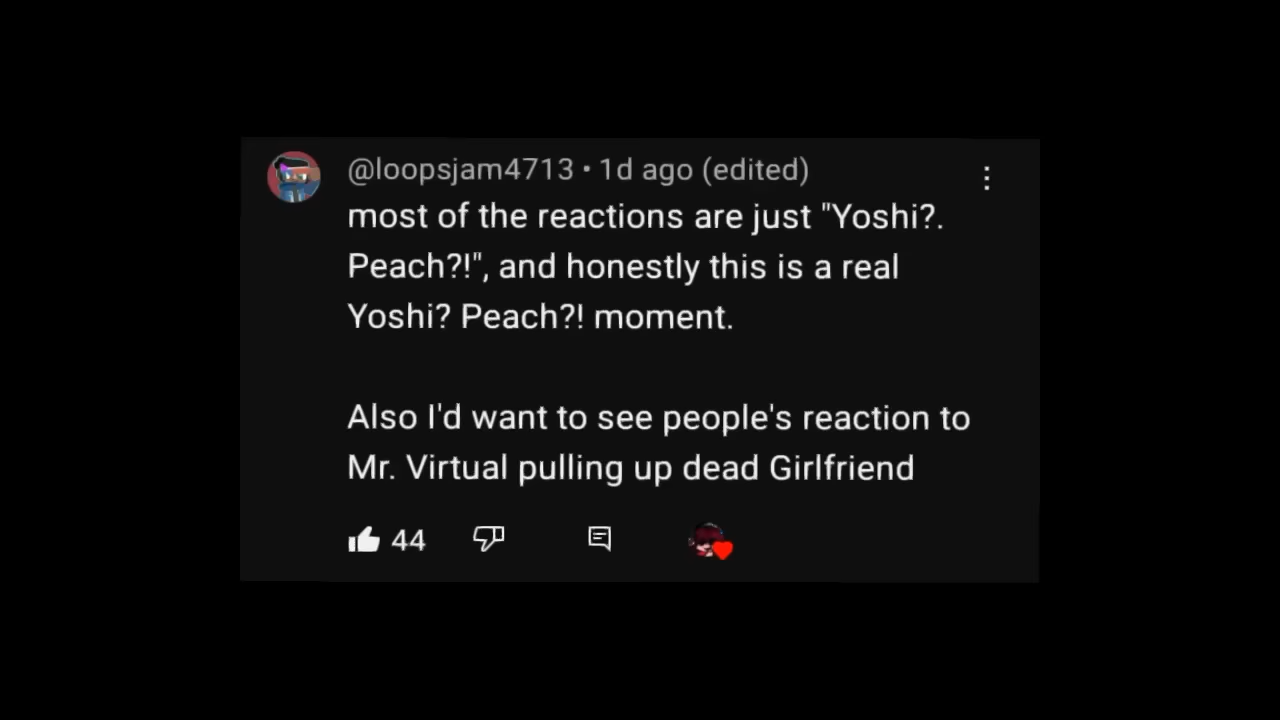 @loopsjam4713 • 1d ago (edited)
most of the reactions are just "Yoshi?.
Peach?!", and honestly this is a real
Yoshi? Peach?! moment.
Also I'd want to see people's reaction to
Mr. Virtual pulling up dead Girlfriend
44